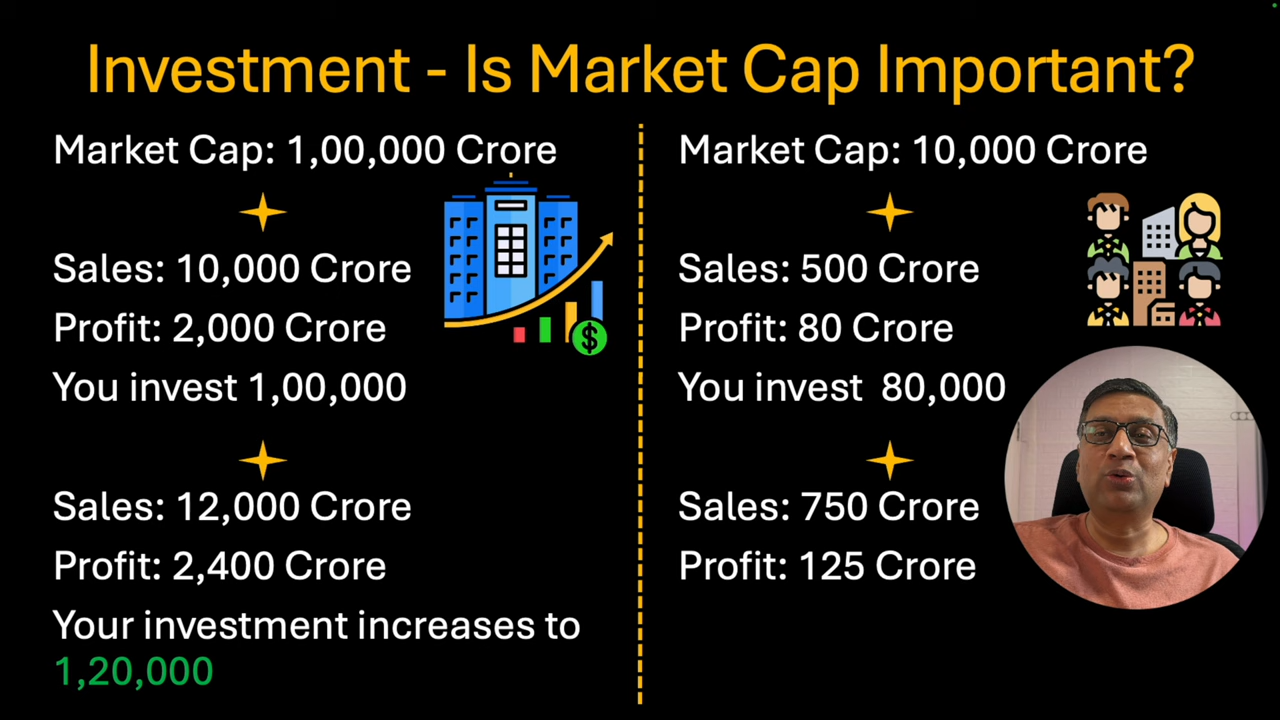 Investment - Is Market Cap Important?
Market Cap: 1,00,000 Crore
Sales: 10,000 Crore
Profit: 2,000 Crore
You invest 1,00,000
Sales: 12,000 Crore
Profit: 2,400 Crore
Your investment increases to
1,20,000
Market Cap: 10,000 Crore
Sales: 500 Crore
Profit: 80 Crore
You invest 80,000
Sales: 750 Crore
Profit: 125 Crore
$